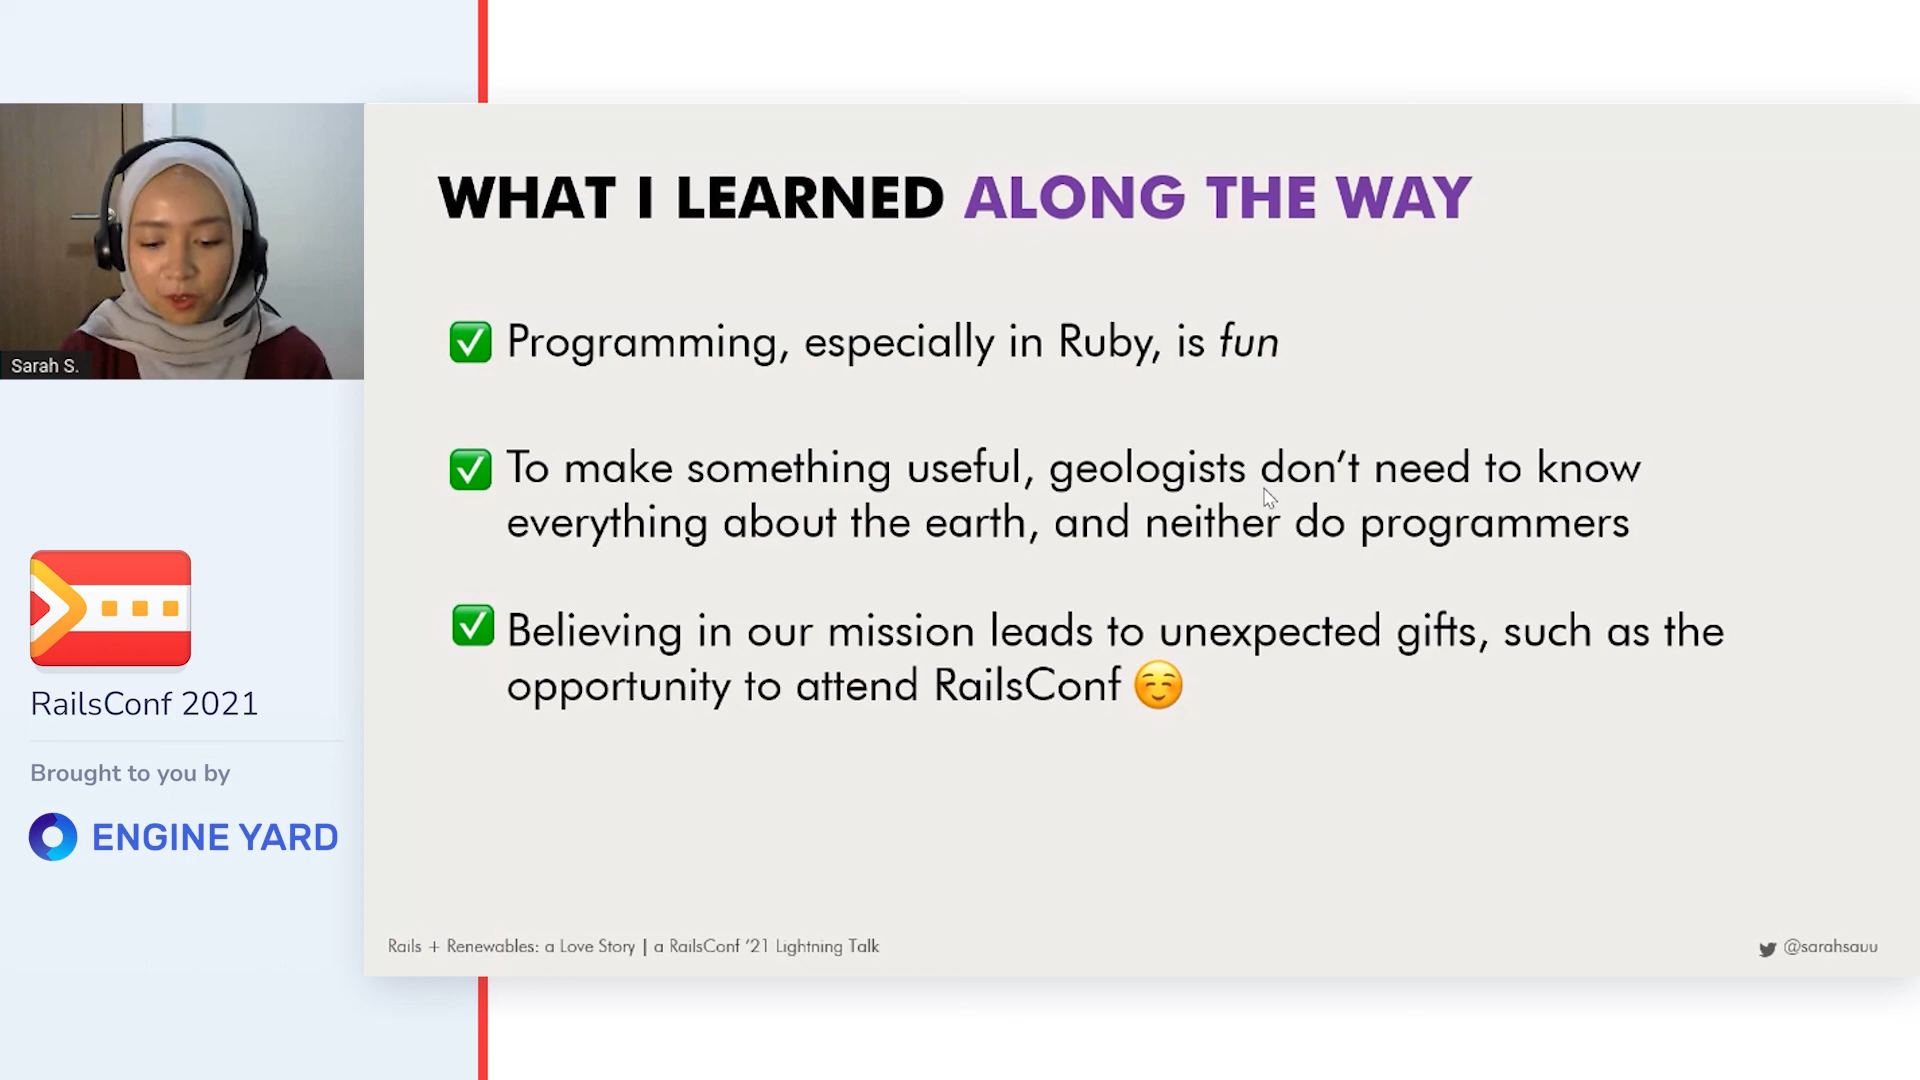 WHAT I LEARNED ALONG THE WAY
Programming, especially in Ruby, is fun
To make something useful, geologists don’t need to know
everything about the earth, and neither do programmers
Believing in our mission leads to unexpected gifts, such as the
opportunity to attend RailsConf
Rails + Renewables: a Love Story | a RailsConf ’21 Lightning Talk
@sarahsauu
Sarah S.
RailsConf 2021
Brought to you by
ENGINE YARD